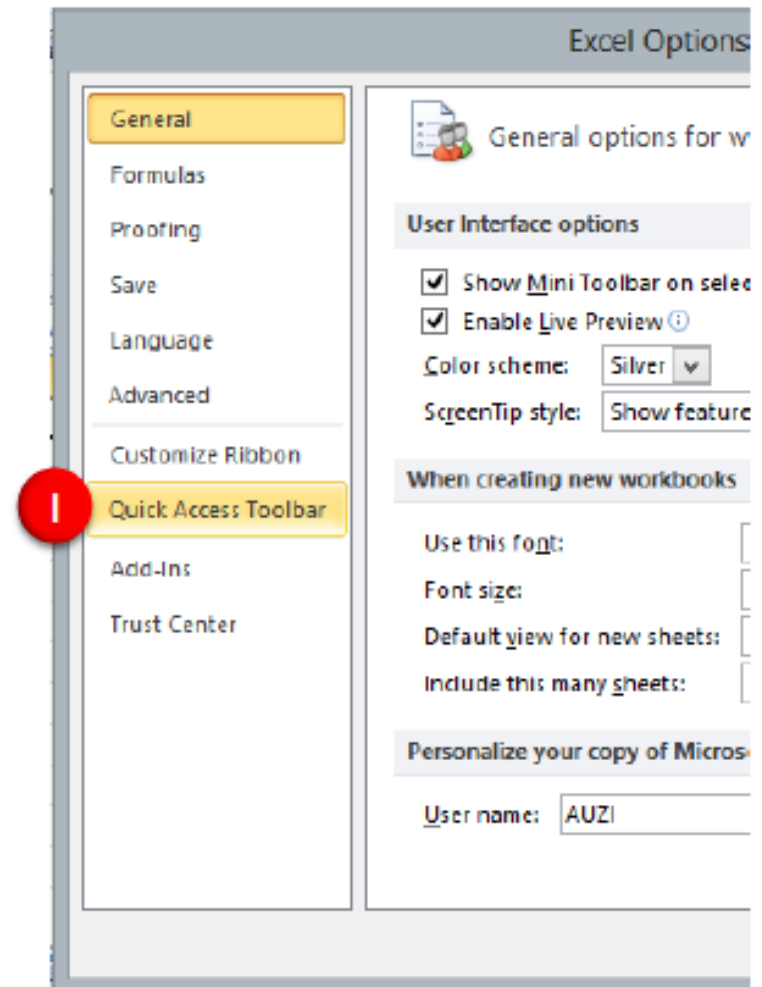 Excel Options
General
Formulas
Proofing
Save
Language
Advanced
Customize Ribbon
I
Quick Access Toolbar
Add-Ins
Trust Center
General options for w
User Interface options
Show Mini Toolbar on selec
Enable Live Preview
Color scheme: Silver
ScreenTip style: Show feature
When creating new workbooks
Use this font:
Font size:
Default view for new sheets:
Include this many sheets:
Personalize your copy of Micros
User name: AUZI